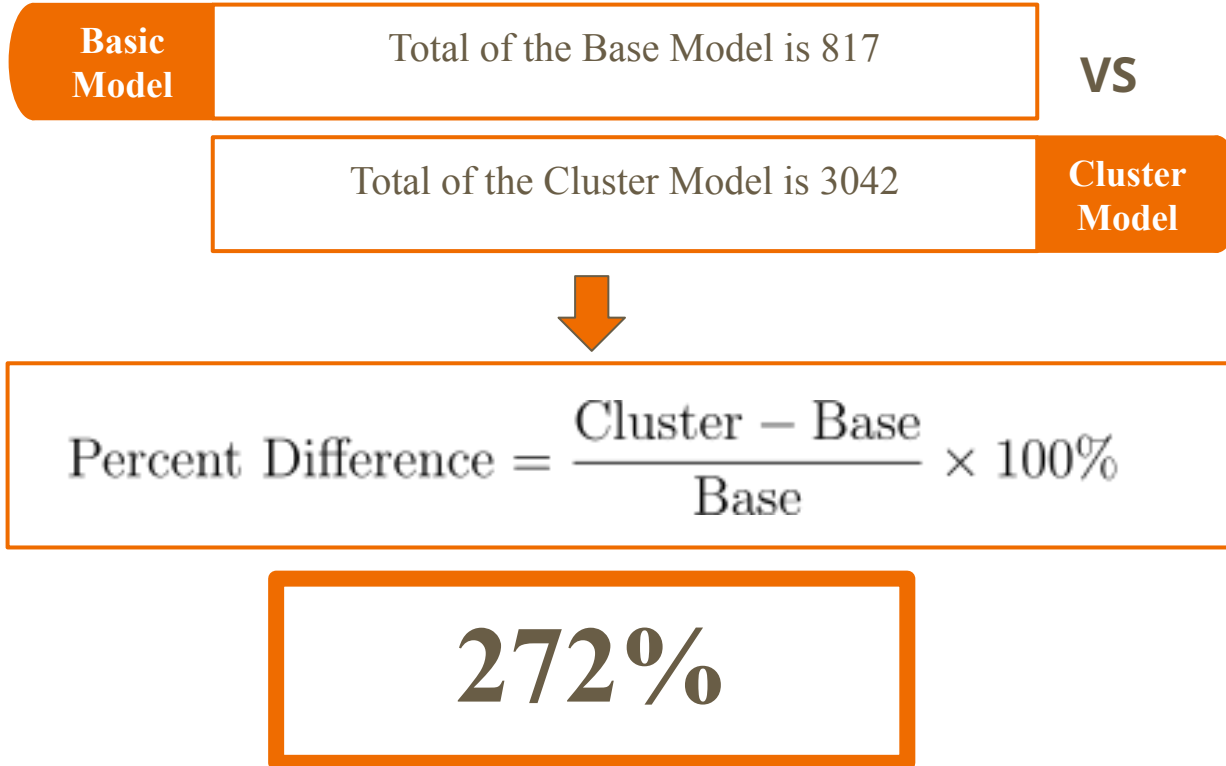 Basic
Model
Total of the Base Model is 817
VS
Total of the Cluster Model is 3042
Cluster
Model
Percent Difference = \frac{Cluster − Base}{Base} × 100%
272%